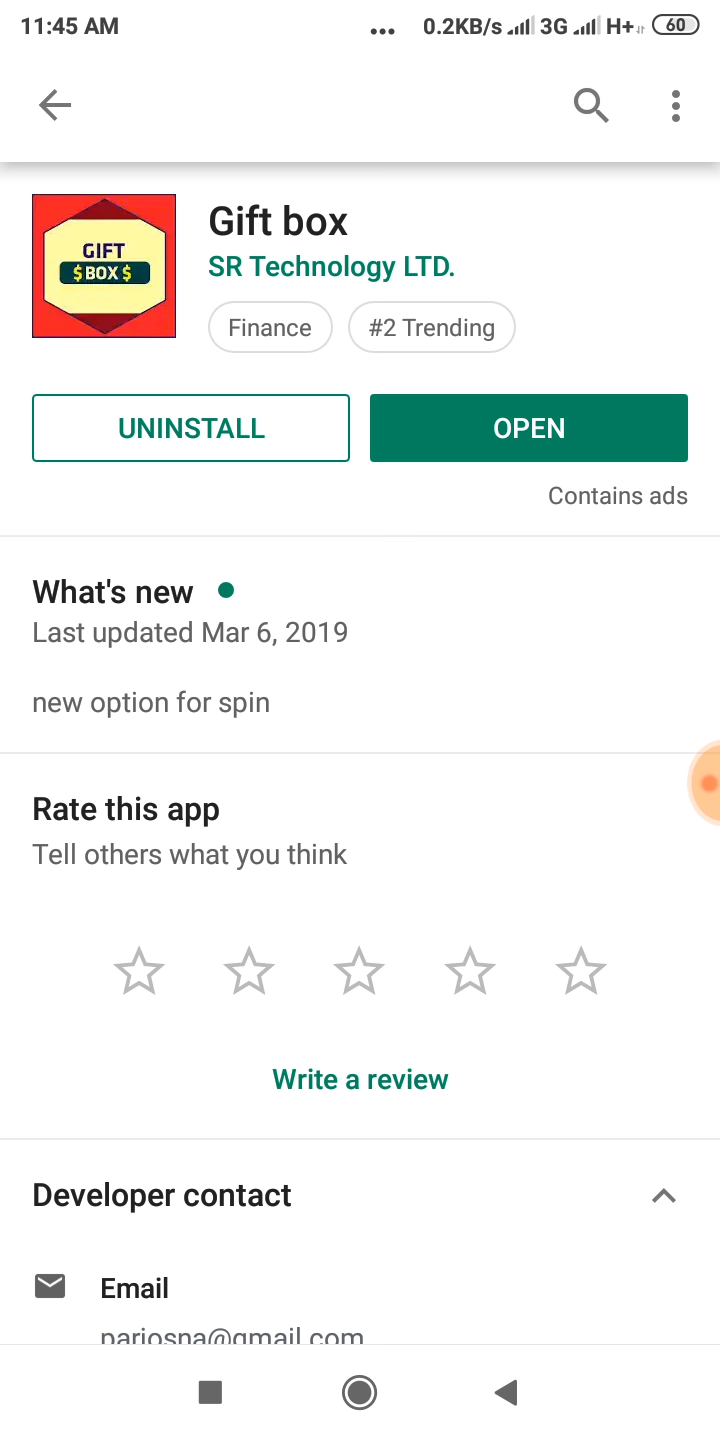 11:45 AM ... 0.2KB/s 3G H+ 60
GIFT
$BOX$
Gift box
SR Technology LTD.
Finance #2 Trending
UNINSTALL OPEN
Contains ads
What's new
Last updated Mar 6, 2019
new option for spin
Rate this app
Tell others what you think
Write a review
Developer contact
Email